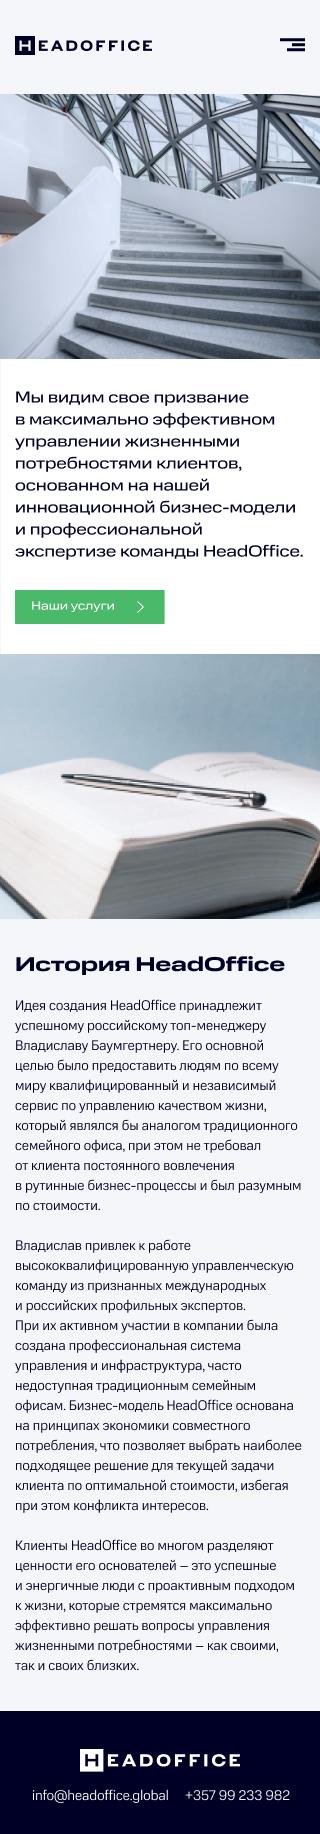 HEADOFFICE
Мы видим свое призвание
в максимально эффективном
управлении жизненными
потребностями клиентов,
основанном на нашей
инновационной бизнес-модели
и профессиональной
экспертизе команды HeadOffice.
Наши услуги
История HeadOffice
Идея создания HeadOffice принадлежит
успешному российскому топ-менеджеру
Владиславу Баумгертнеру. Его основной
целью было предоставить людям по всему
миру квалифицированный и независимый
сервис по управлению качеством жизни,
который являлся бы аналогом традиционного
семейного офиса, при этом не требовал
от клиента постоянного вовлечения
в рутинные бизнес-процессы и был разумным
по стоимости.
Владислав привлек к работе
высококвалифицированную управленческую
команду из признанных международных
и российских профильных экспертов.
При их активном участии в компании была
создана профессиональная система
управления и инфраструктура, часто
недоступная традиционным семейным
офисам. Бизнес-модель HeadOffice основана
на принципах экономики совместного
потребления, что позволяет выбрать наиболее
подходящее решение для текущей задачи
клиента по оптимальной стоимости, избегая
при этом конфликта интересов.
Клиенты HeadOffice во многом разделяют
ценности его основателей – это успешные
и энергичные люди с проактивным подходом
к жизни, которые стремятся максимально
эффективно решать вопросы управления
жизненными потребностями – как своими,
так и своих близких.
HEADOFFICE
info@headoffice.global +357 99 233 982